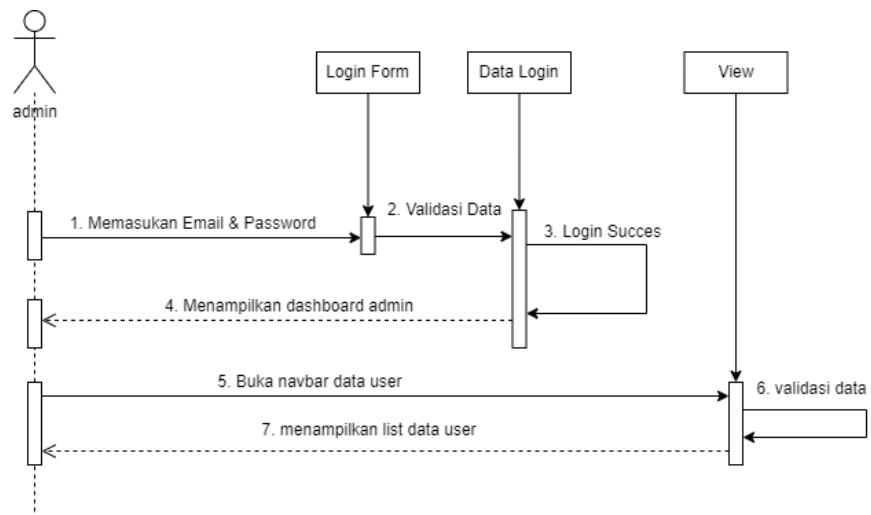 Login Form
Data Login
View
admin
1. Memasukan Email & Password
2. Validasi Data
3. Login Succes
4. Menampilkan dashboard admin
5. Buka navbar data user
6. validasi data
7. menampilkan list data user